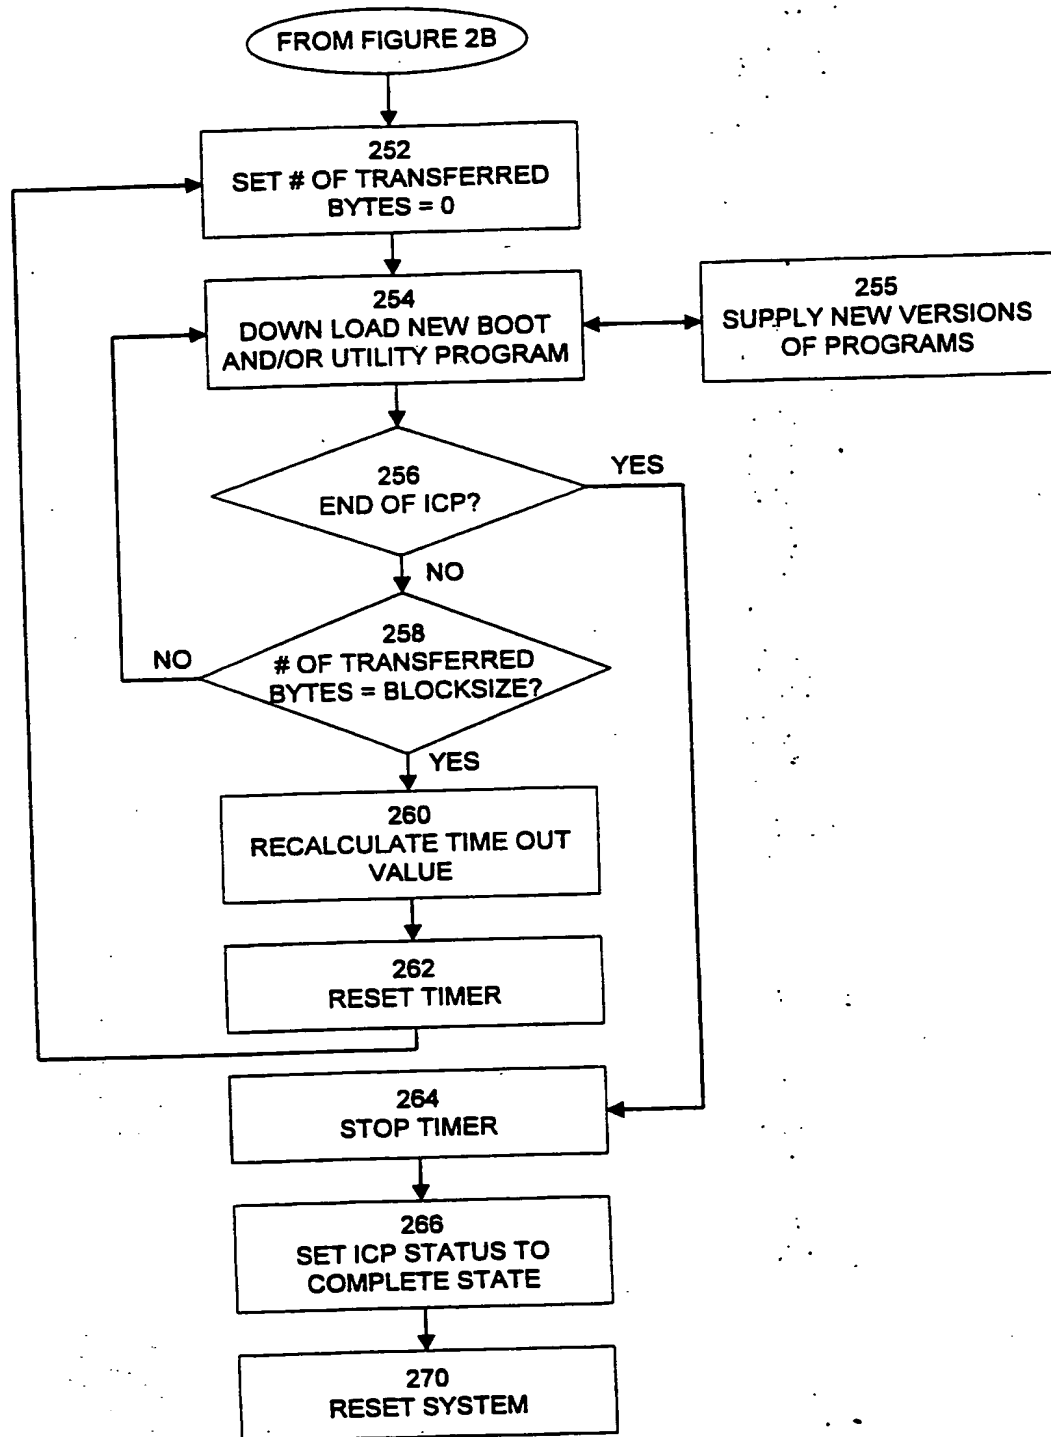 FROM FIGURE 2B
252
SET # OF TRANSFERRED
BYTES = 0
254
DOWN LOAD NEW BOOT
AND/OR UTILITY PROGRAM
255
SUPPLY NEW VERSIONS
OF PROGRAMS
256
END OF ICP?
YES
NO
258
# OF TRANSFERRED
BYTES = BLOCKSIZE?
NO
YES
260
RECALCULATE TIME OUT
VALUE
262
RESET TIMER
264
STOP TIMER
266
SET ICP STATUS TO
COMPLETE STATE
270
RESET SYSTEM